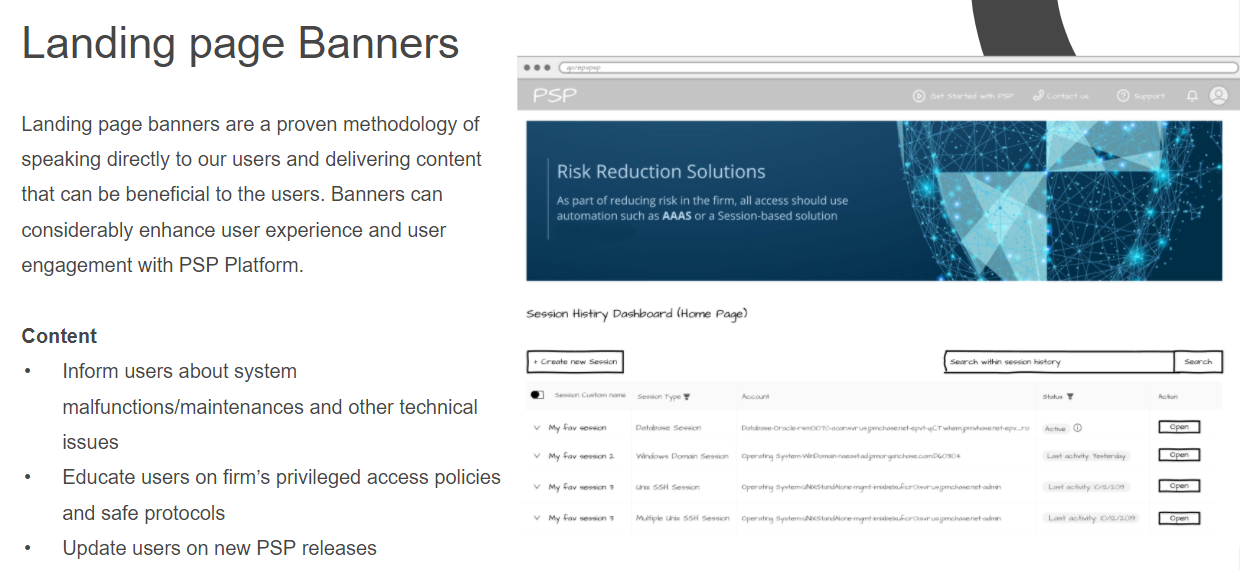 Landing page Banners
Landing page banners are a proven methodology of
speaking directly to our users and delivering content
that can be beneficial to the users. Banners can
considerably enhance user experience and user
engagement with PSP Platform.
Content
• Inform users about system
malfunctions/maintenances and other technical
issues
• Educate users on firm’s privileged access policies
and safe protocols
• Update users on new PSP releases
go/epvpsp
PSP Get Started with PSP Contact us Support
Risk Reduction Solutions
As part of reducing risk in the firm, all access should use
automation such as AAAS or a Session-based solution
Session Histiry Dashboard (Home Page)
+ Create new Session Search within session history Search
Session Custom name Session Type Account Status Action
My fav session Database Session Active Open
My fav session 2 Windows Domain Session Last activity: Yesterday Open
My fav session 3 Unix SSH Session Last activity: 10/12/2019 Open
My fav session 3 Multiple Unix SSH Session Last activity: 10/12/2019 Open